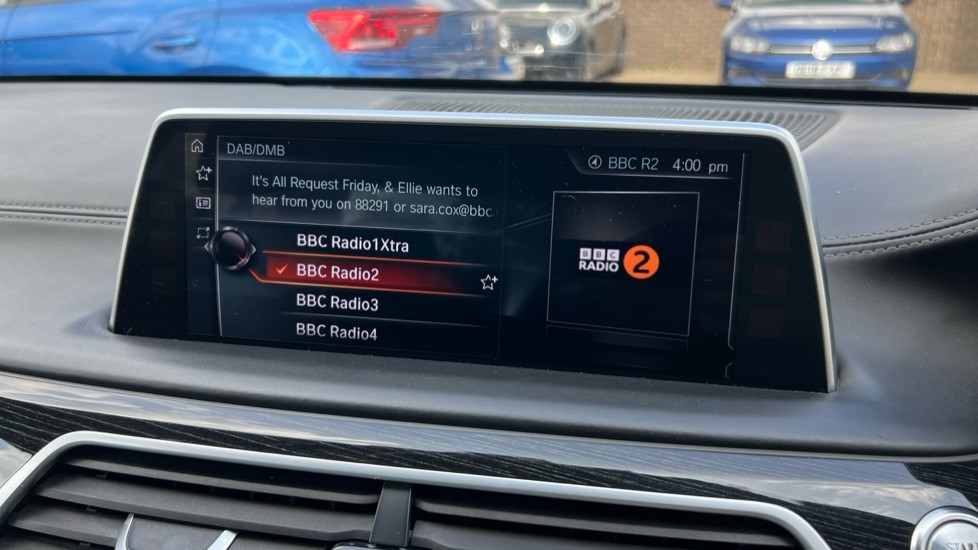 DAB/DMB
BBC R2 4:00 pm
It's All Request Friday, & Ellie wants to
hear from you on 88291 or sara.cox@bbc.
BBC Radio1Xtra
BBC Radio2
BBC Radio3
BBC Radio4
BBC
RADIO 2